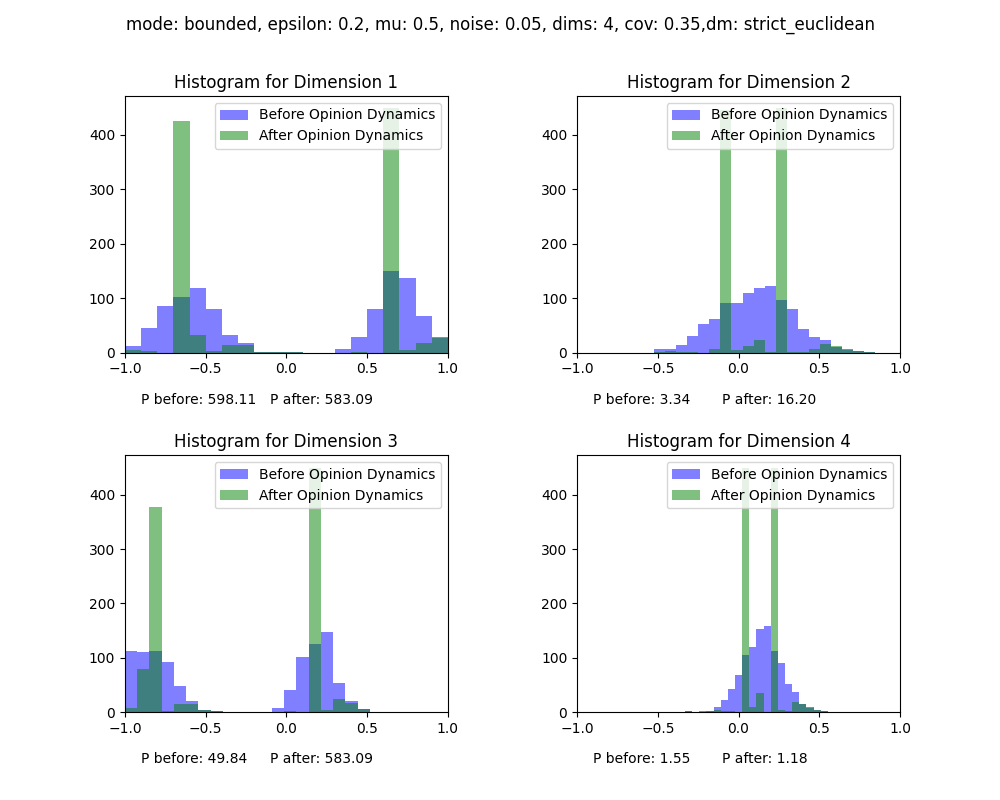 mode: bounded, epsilon: 0.2, mu: 0.5, noise: 0.05, dims: 4, cov: 0.35,dm: strict_euclidean
Histogram for Dimension 1
Before Opinion Dynamics
After Opinion Dynamics
400
300
200
100
0
−1.0 −0.5 0.0 0.5 1.0
P before: 598.11 P after: 583.09
Histogram for Dimension 2
Before Opinion Dynamics
After Opinion Dynamics
400
300
200
100
0
−1.0 −0.5 0.0 0.5 1.0
P before: 3.34 P after: 16.20
Histogram for Dimension 3
Before Opinion Dynamics
After Opinion Dynamics
400
300
200
100
0
−1.0 −0.5 0.0 0.5 1.0
P before: 49.84 P after: 583.09
Histogram for Dimension 4
Before Opinion Dynamics
After Opinion Dynamics
400
300
200
100
0
−1.0 −0.5 0.0 0.5 1.0
P before: 1.55 P after: 1.18